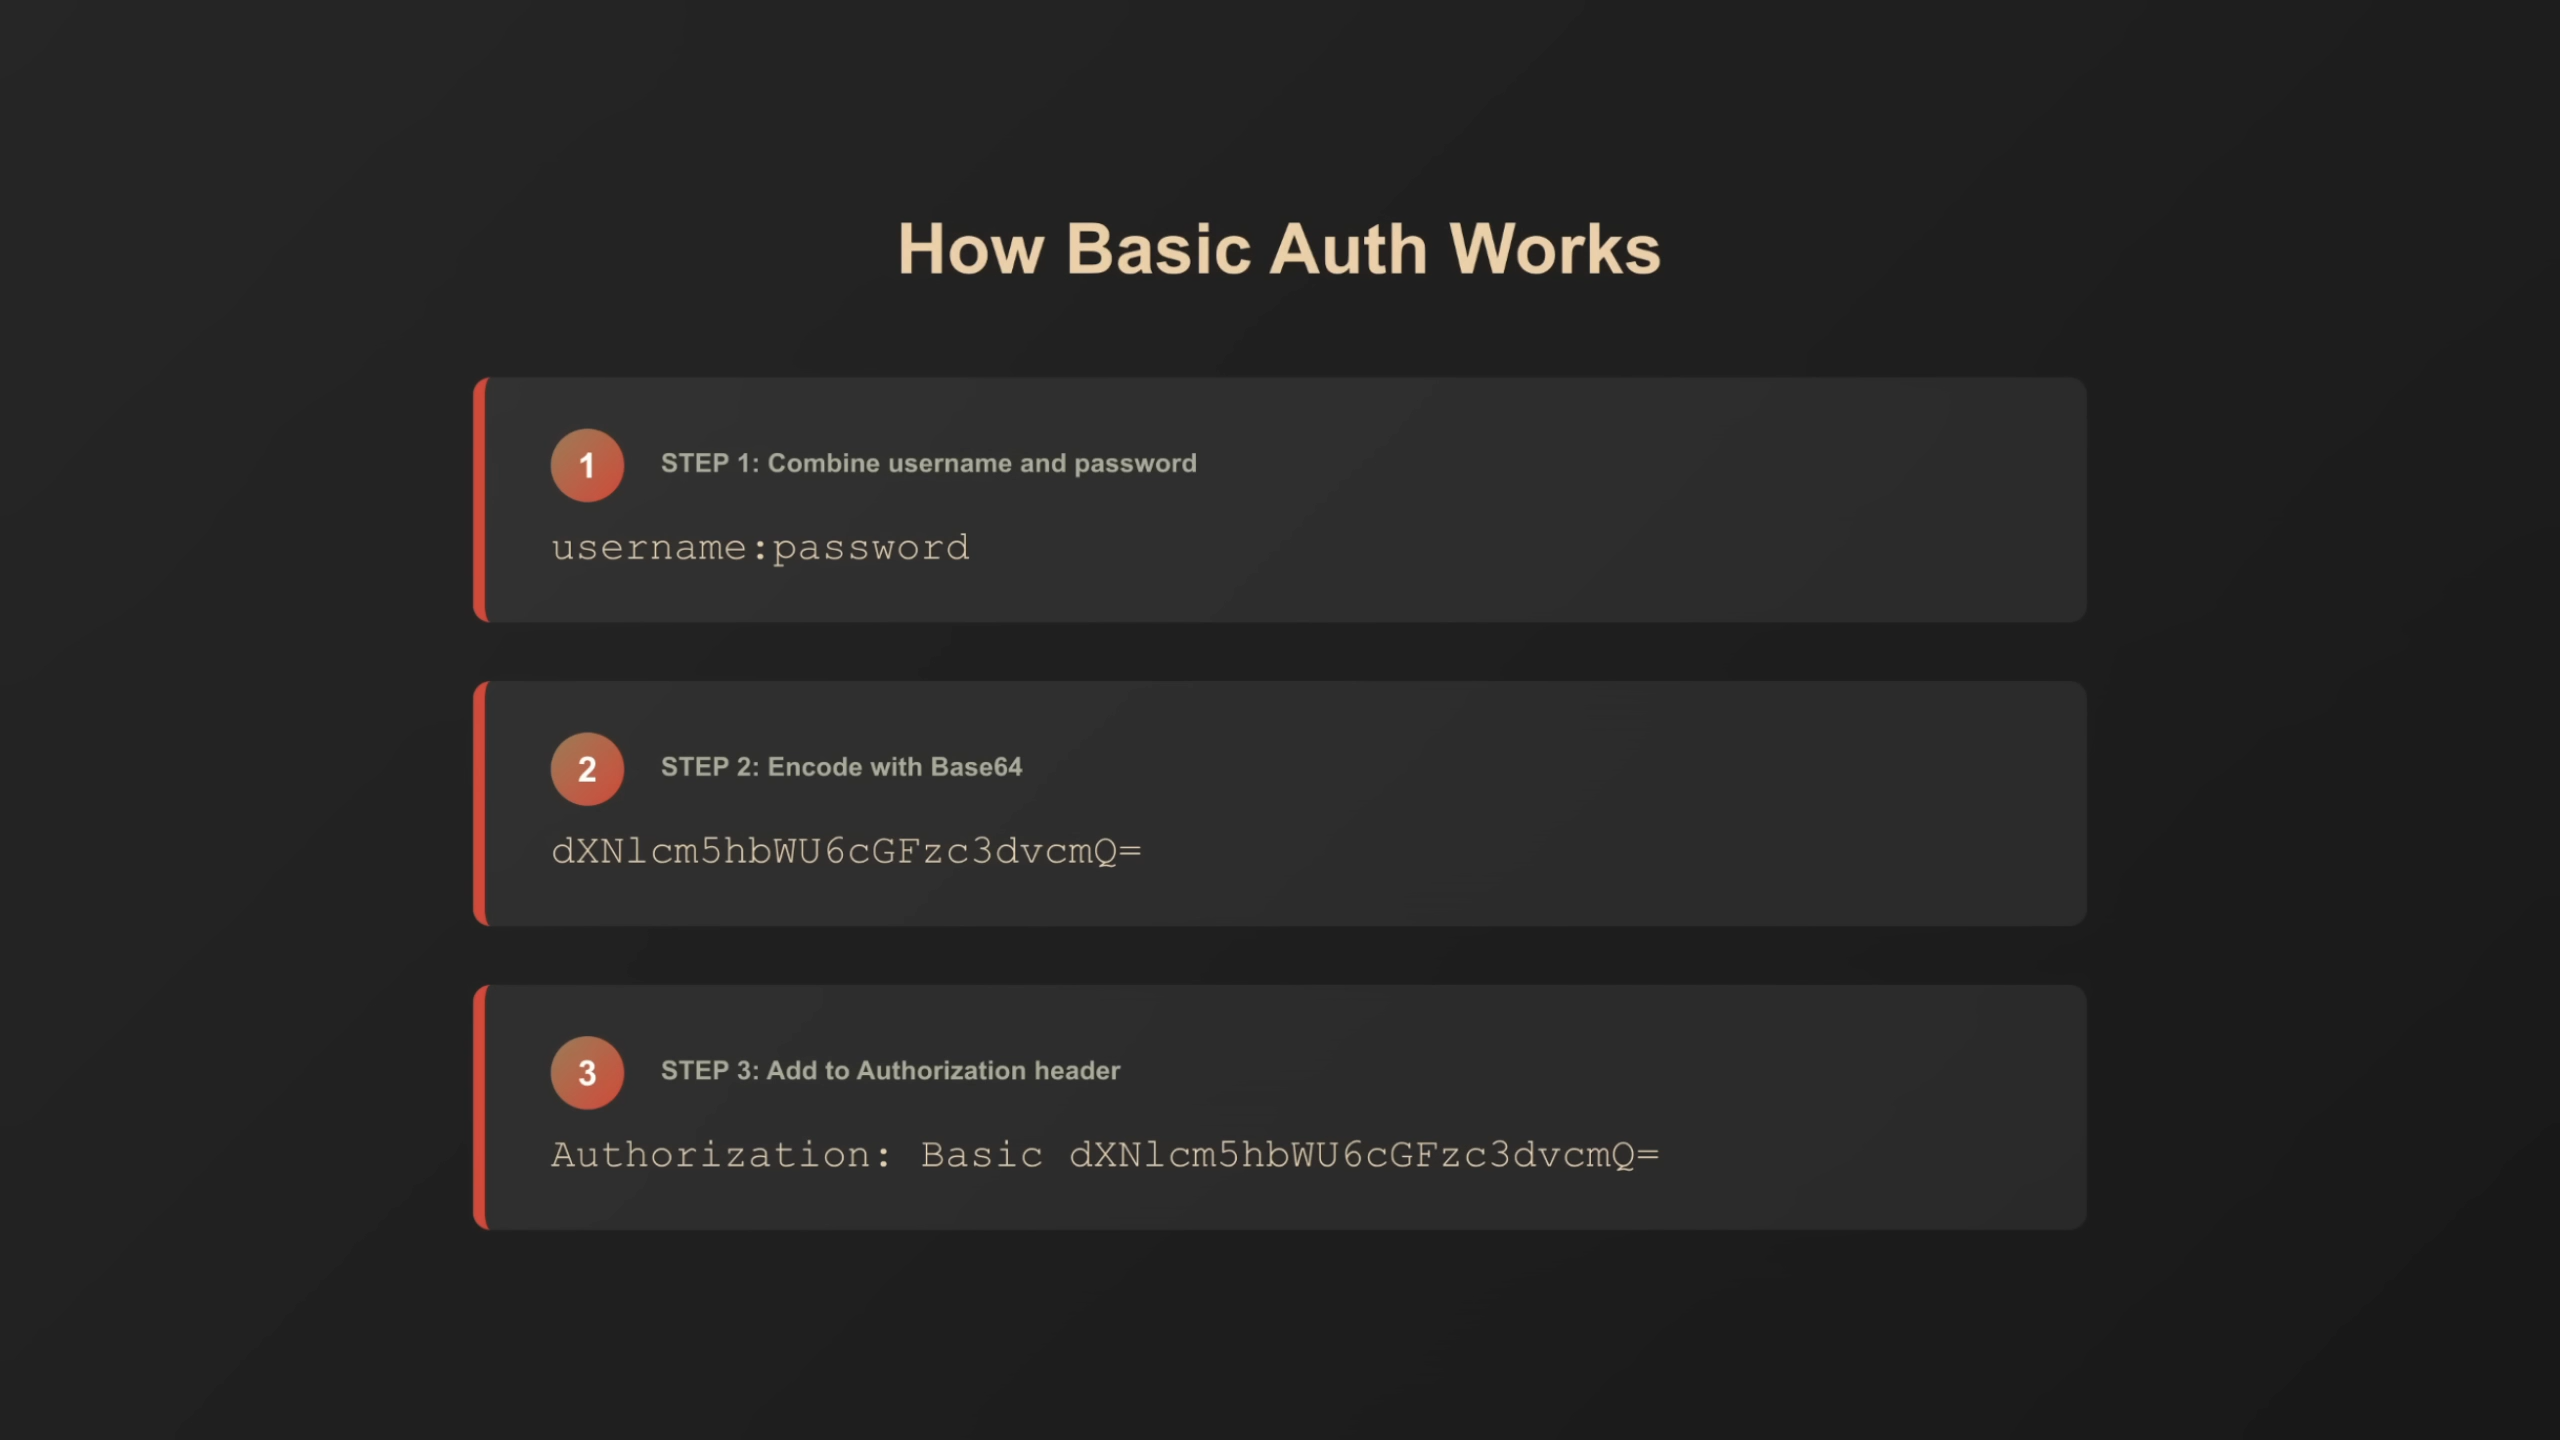 How Basic Auth Works
1
STEP 1: Combine username and password
username:password
2
STEP 2: Encode with Base64
dXNlcm5hbWU6cGFzc3dvcmQ=
3
STEP 3: Add to Authorization header
Authorization: Basic dXNlcm5hbWU6cGFzc3dvcmQ=